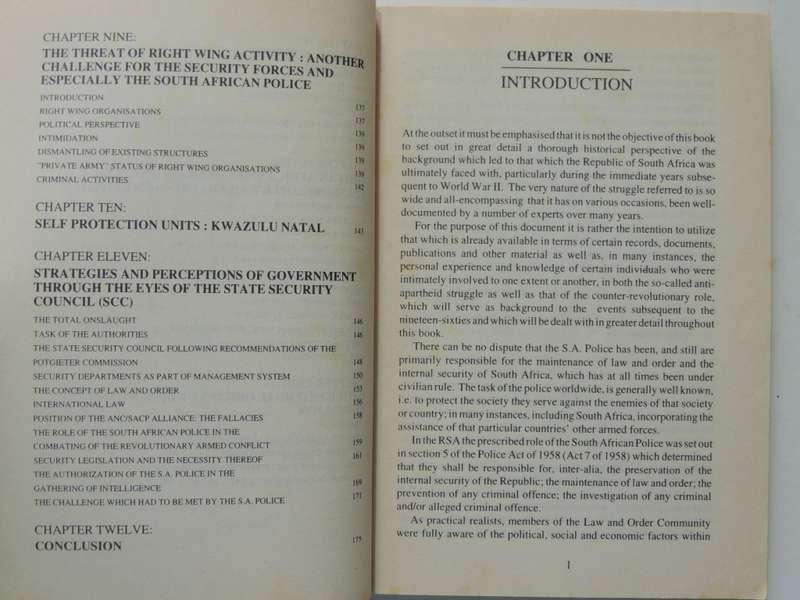 CHAPTER NINE:
THE THREAT OF RIGHT WING ACTIVITY : ANOTHER
CHALLENGE FOR THE SECURITY FORCES AND
ESPECIALLY THE SOUTH AFRICAN POLICE
INTRODUCTION 137
RIGHT WING ORGANISATIONS 137
POLITICAL PERSPECTIVE 139
INTIMIDATION 139
DISMANTLING OF EXISTING STRUCTURES 139
"PRIVATE ARMY" STATUS OF RIGHT WING ORGANISATIONS 139
CRIMINAL ACTIVITIES 142
CHAPTER TEN:
SELF PROTECTION UNITS : KWAZULU NATAL 143
CHAPTER ELEVEN:
STRATEGIES AND PERCEPTIONS OF GOVERNMENT
THROUGH THE EYES OF THE STATE SECURITY
COUNCIL (SCC)
THE TOTAL ONSLAUGHT 146
TASK OF THE AUTHORITIES 146
THE STATE SECURITY COUNCIL FOLLOWING RECOMMENDATIONS OF THE
POTGIETER COMMISSION 148
SECURITY DEPARTMENTS AS PART OF MANAGEMENT SYSTEM 150
THE CONCEPT OF LAW AND ORDER 153
INTERNATIONAL LAW 156
POSITION OF THE ANC/SACP ALLIANCE. THE FALLACIES 158
THE ROLE OF THE SOUTH AFRICAN POLICE IN THE
COMBATING OF THE REVOLUTIONARY ARMED CONFLICT 159
SECURITY LEGISLATION AND THE NECESSITY THEREOF 161
THE AUTHORIZATION OF THE S.A. POLICE IN THE
GATHERING OF INTELLIGENCE 169
THE CHALLENGE WHICH HAD TO BE MET BY THE S.A. POLICE 171
CHAPTER TWELVE:
CONCLUSION 175
CHAPTER ONE
INTRODUCTION
At the outset it must be emphasised that it is not the objective of this book
to set out in great detail a thorough historical perspective of the
background which led to that which the Republic of South Africa was
ultimately faced with, particularly during the immediate years subse-
quent to World War II. The very nature of the struggle referred to is so
wide and all-encompassing that it has on various occasions, been well-
documented by a number of experts over many years.
For the purpose of this document it is rather the intention to utilize
that which is already available in terms of certain records, documents,
publications and other material as well as, in many instances, the
personal experience and knowledge of certain individuals who were
intimately involved to one extent or another, in both the so-called anti-
apartheid struggle as well as that of the counter-revolutionary role,
which will serve as background to the events subsequent to the
nineteen-sixties and which will be dealt with in greater detail throughout
this book.
There can be no dispute that the S.A. Police has been, and still are
primarily responsible for the maintenance of law and order and the
internal security of South Africa, which has at all times been under
civilian rule. The task of the police worldwide, is generally well known,
i.e. to protect the society they serve against the enemies of that society
or country; in many instances, including South Africa, incorporating the
assistance of that particular countries' other armed forces.
In the RSA the prescribed role of the South African Police was set out
in section 5 of the Police Act of 1958 (Act 7 of 1958) which determined
that they shall be responsible for, inter-alia, the preservation of the
internal security of the Republic; the maintenance of law and order; the
prevention of any criminal offence; the investigation of any criminal
and/or alleged criminal offence.
As practical realists, members of the Law and Order Community
were fully aware of the political, social and economic factors within
1